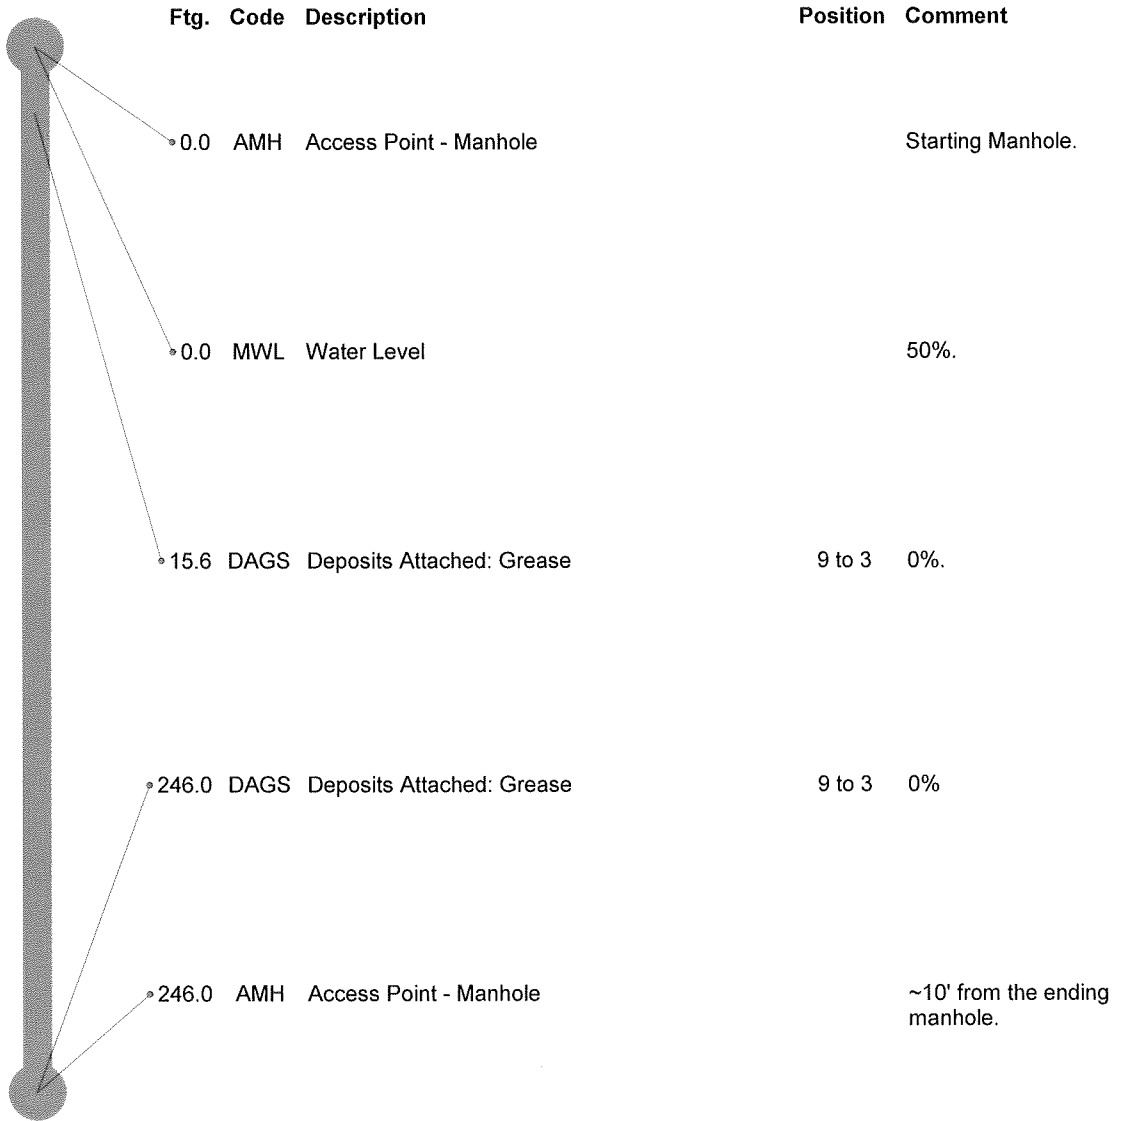 Ftg. Code Description Position Comment
0.0 AMH Access Point - Manhole Starting Manhole.
0.0 MWL Water Level 50%.
15.6 DAGS Deposits Attached: Grease 9 to 3 0%.
246.0 DAGS Deposits Attached: Grease 9 to 3 0%
246.0 AMH Access Point - Manhole ~10' from the ending
manhole.